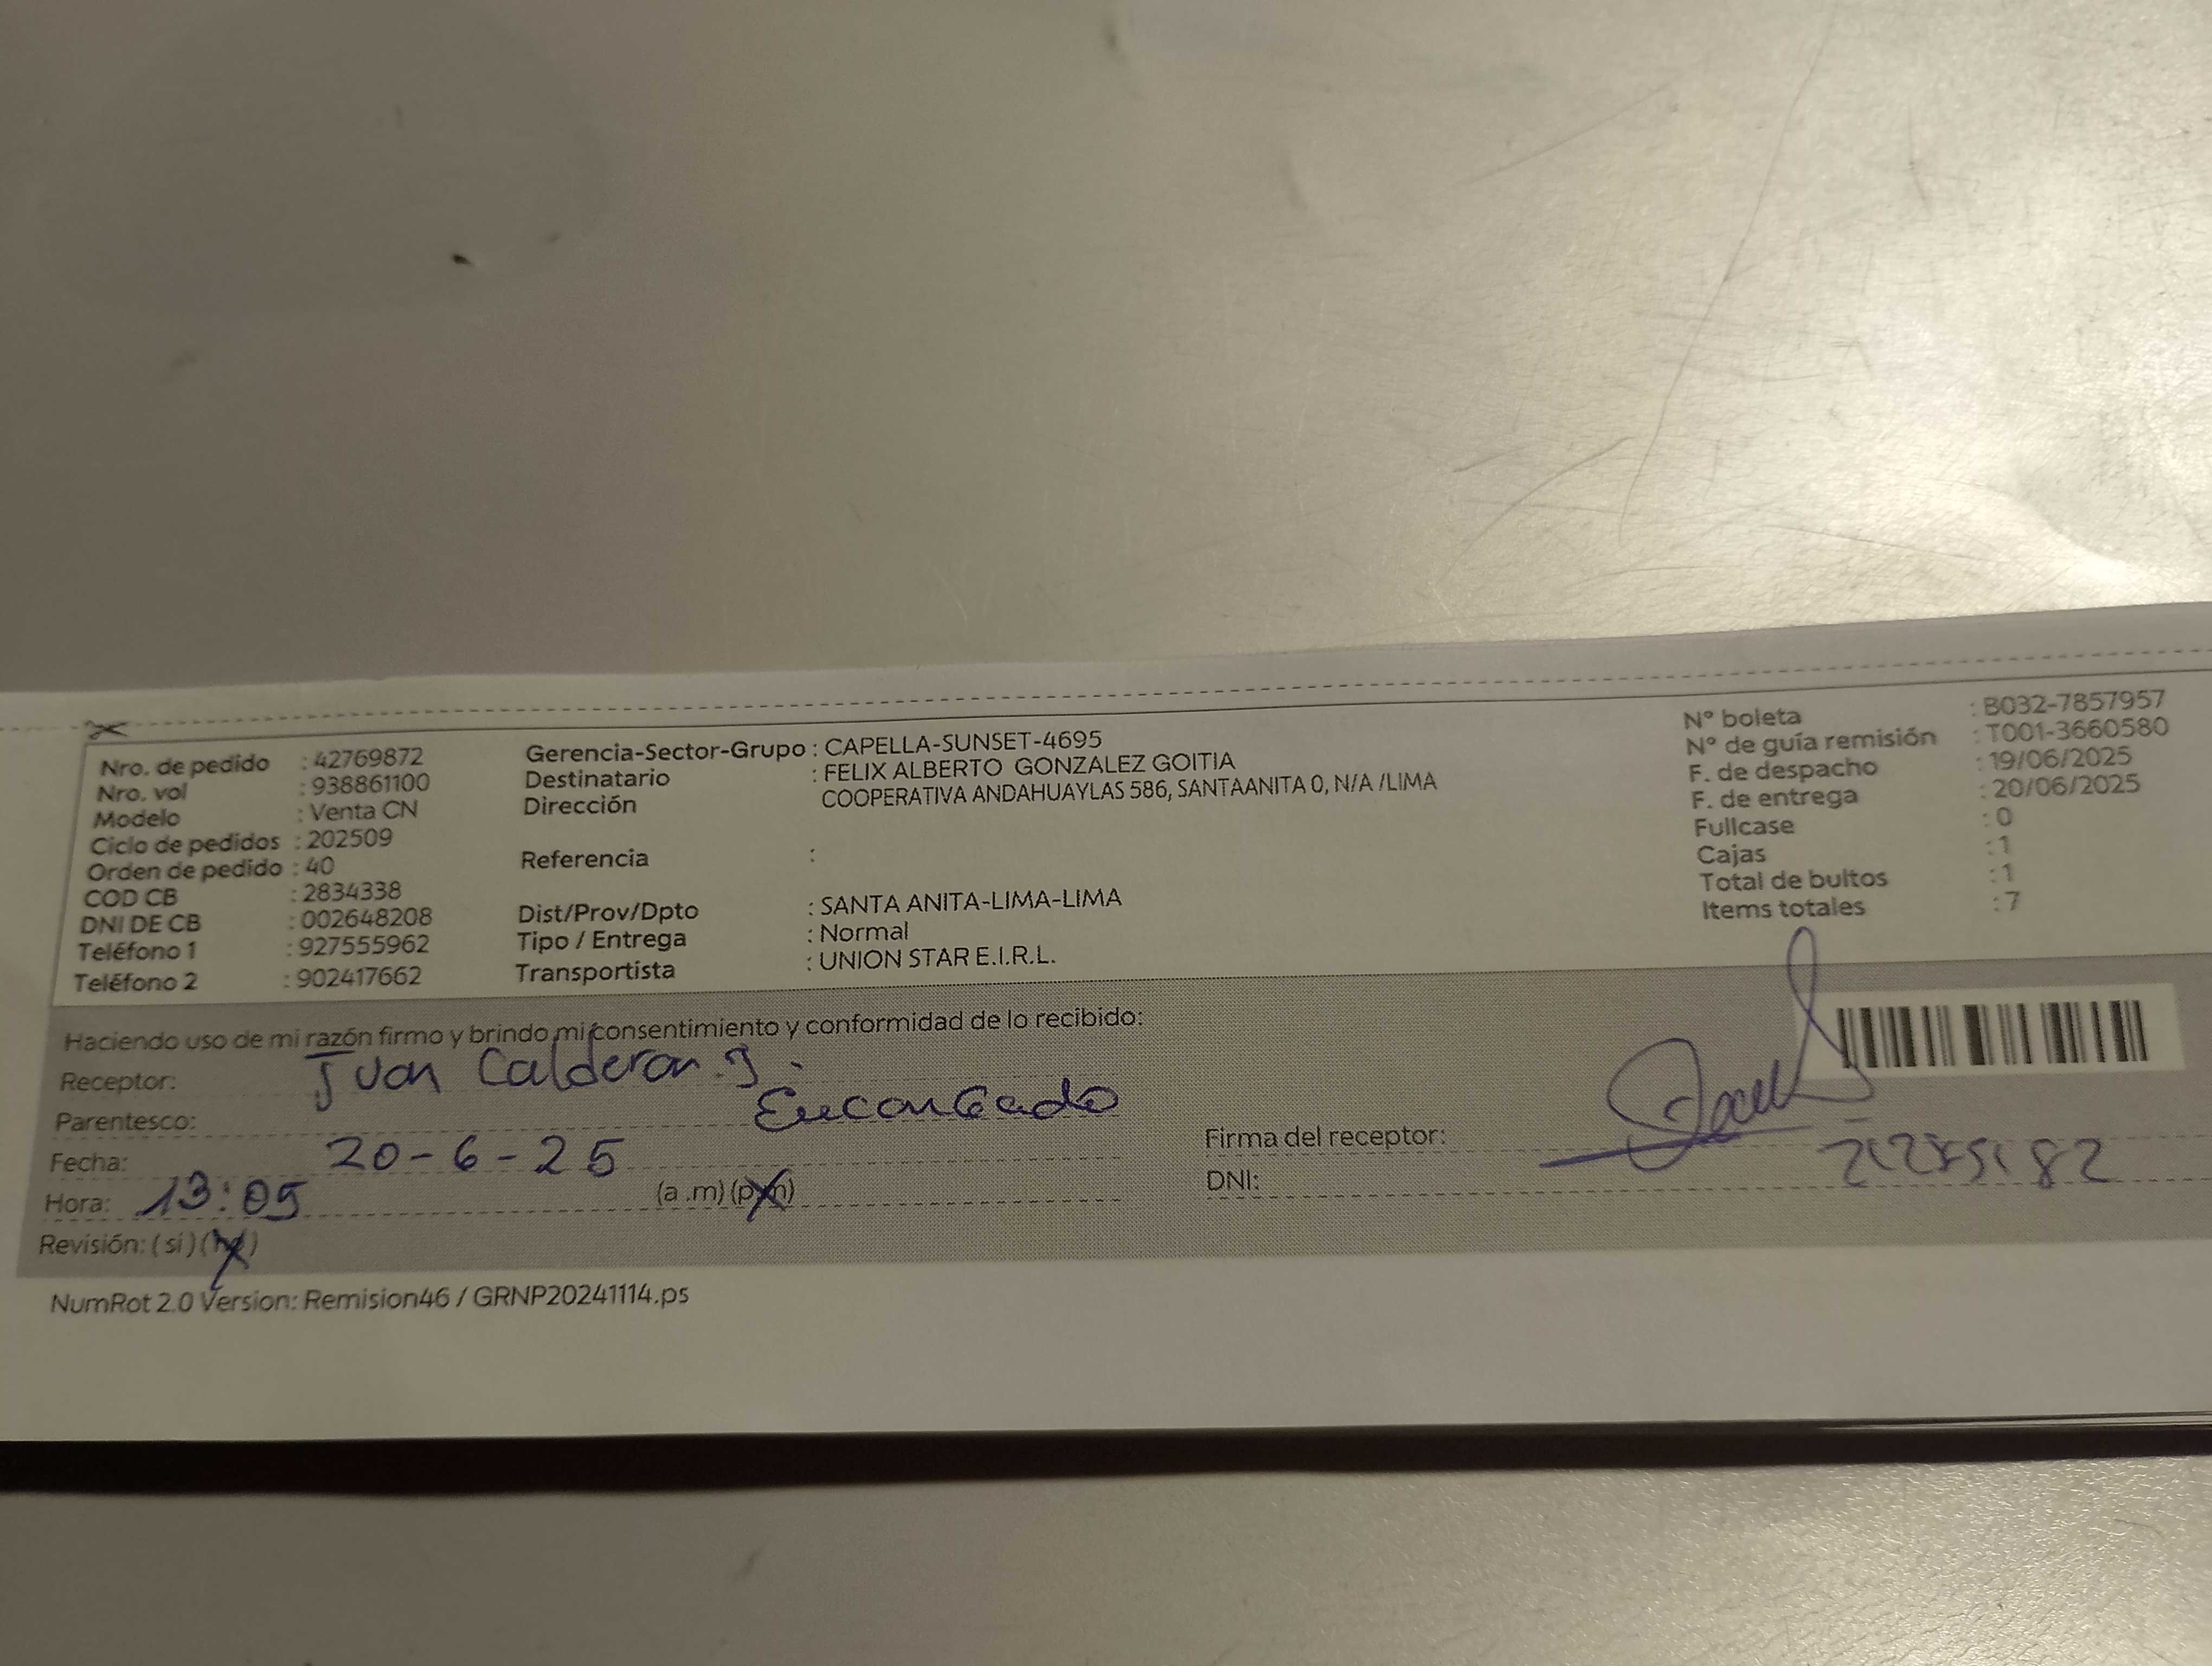 Nro. de pedido : 42769872
Nro. vol : 938861100
Modelo : Venta CN
Ciclo de pedidos : 202509
Orden de pedido : 40
COD CB : 2834338
DNI DE CB : 002648208
Teléfono 1 : 927555962
Teléfono 2 : 902417662
Gerencia-Sector-Grupo : CAPELLA-SUNSET-4695
Destinatario : FELIX ALBERTO GONZALEZ GOITIA
Dirección COOPERATIVA ANDAHUAYLAS 586, SANTAANITA 0, N/A /LIMA
Referencia :
Dist/Prov/Dpto : SANTA ANITA-LIMA-LIMA
Tipo / Entrega : Normal
Transportista : UNION STAR E.I.R.L.
N° boleta : B032-7857957
N° de guía remisión : T001-3660580
F. de despacho : 19/06/2025
F. de entrega : 20/06/2025
Fullcase : 0
Cajas : 1
Total de bultos : 1
Items totales : 7
Haciendo uso de mi razón firmo y brindo mi consentimiento y conformidad de lo recibido:
Receptor: Juan Calderon.
Parentesco: Encargado
Fecha: 20-6-25
Hora: 13:05 (a .m) (p.m)
Revisión: ( sí ) (no)
Firma del receptor:
DNI:
NumRot 2.0 Version: Remision46 / GRNP20241114.ps